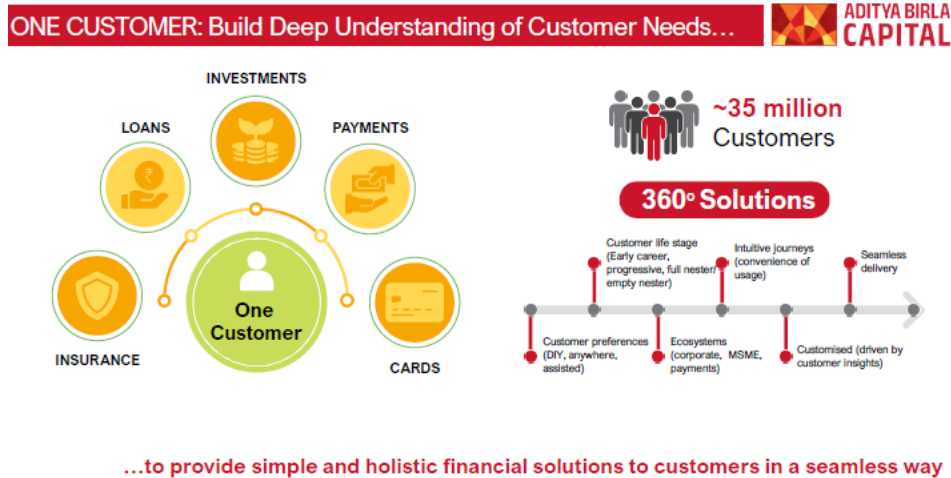 ONE CUSTOMER: Build Deep Understanding of Customer Needs…
ADITYA BIRLA
CAPITAL
INVESTMENTS
LOANS
PAYMENTS
₹
One
Customer
INSURANCE
CARDS
~35 million
Customers
360° Solutions
Customer life stage
(Early career,
progressive, full nester/
empty nester)
Intuitive journeys
(convenience of
usage)
Seamless
delivery
Customer preferences
(DIY, anywhere,
assisted)
Ecosystems
(corporate, MSME,
payments)
Customised (driven by
customer insights)
…to provide simple and holistic financial solutions to customers in a seamless way